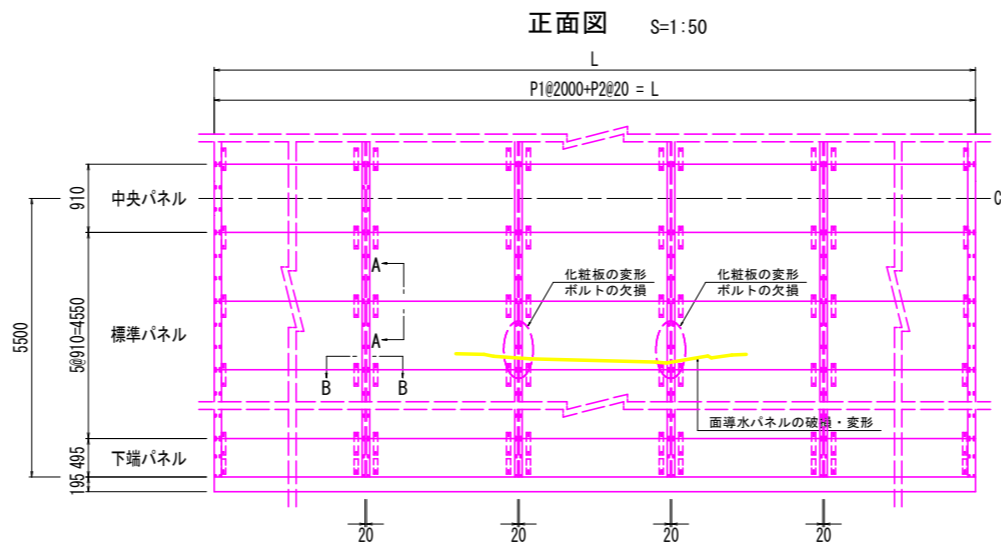 正面図 S=1:50
L
P1@2000+P2@20 = L
910
中央パネル
C
5500
5@910=4550
標準パネル
A
A
B B
化粧板の変形
ボルトの欠損
化粧板の変形
ボルトの欠損
面導水パネルの破損・変形
495
下端パネル
195
20 20 20 20